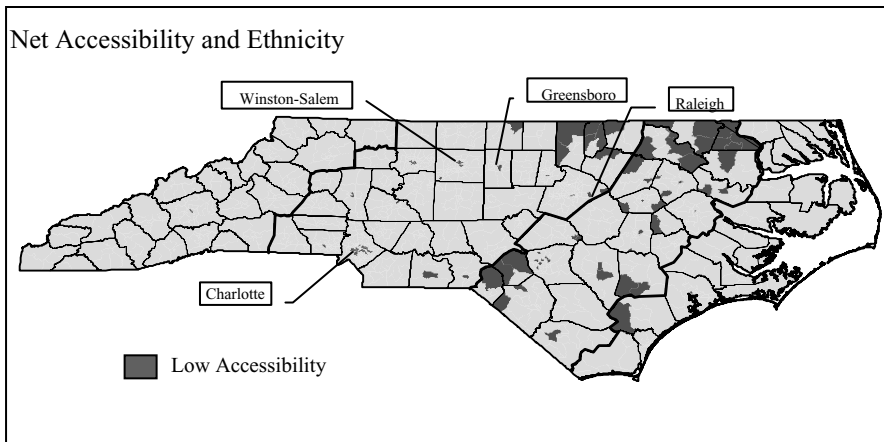 Net Accessibility and Ethnicity
Greensboro
Winston-Salem
Raleigh
Charlotte
Low Accessibility